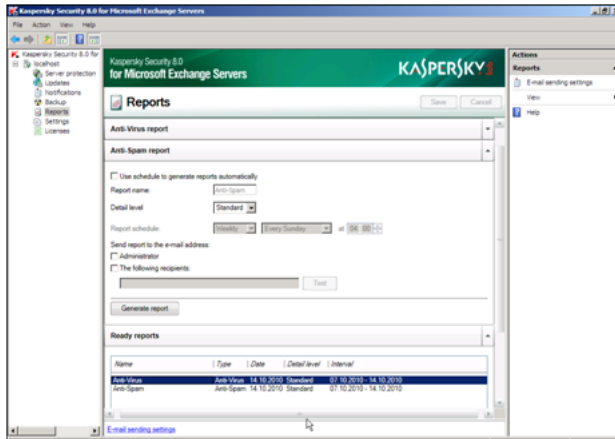 Kaspersky Security 8.0 for Microsoft Exchange Servers
File Action View Help
Kaspersky Security 8.0 for
localhost
Server protection
Updates
Notifications
Backup
Reports
Settings
Licenses
Kaspersky Security 8.0
for Microsoft Exchange Servers
KASPERSKY
Reports
Save Cancel
Anti-Virus report
Anti-Spam report
Use schedule to generate reports automatically
Report name: Anti-Spam
Detail level Standard
Report schedule: Weekly Every Sunday at 04 : 00
Send report to the e-mail address:
Administrator
The following recipients:
Test
Generate report
Ready reports
Name Type Date Detail level Interval
Anti-Virus Anti-Virus 14.10.2010 Standard 07.10.2010 - 14.10.2010
Anti-Spam Anti-Spam 14.10.2010 Standard 07.10.2010 - 14.10.2010
E-mail sending settings
Actions
Reports
E-mail sending settings
View
Help